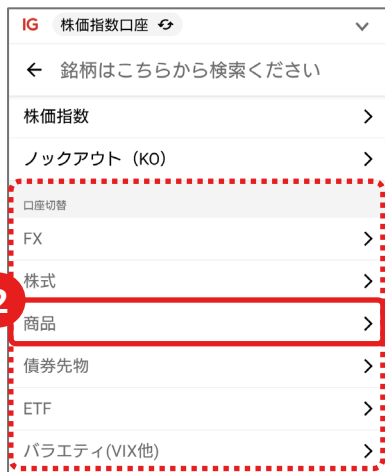 IG 株価指数口座
銘柄はこちらから検索ください
株価指数
ノックアウト（KO）
口座切替
FX
株式
2
商品
債券先物
ETF
バラエティ(VIX他)